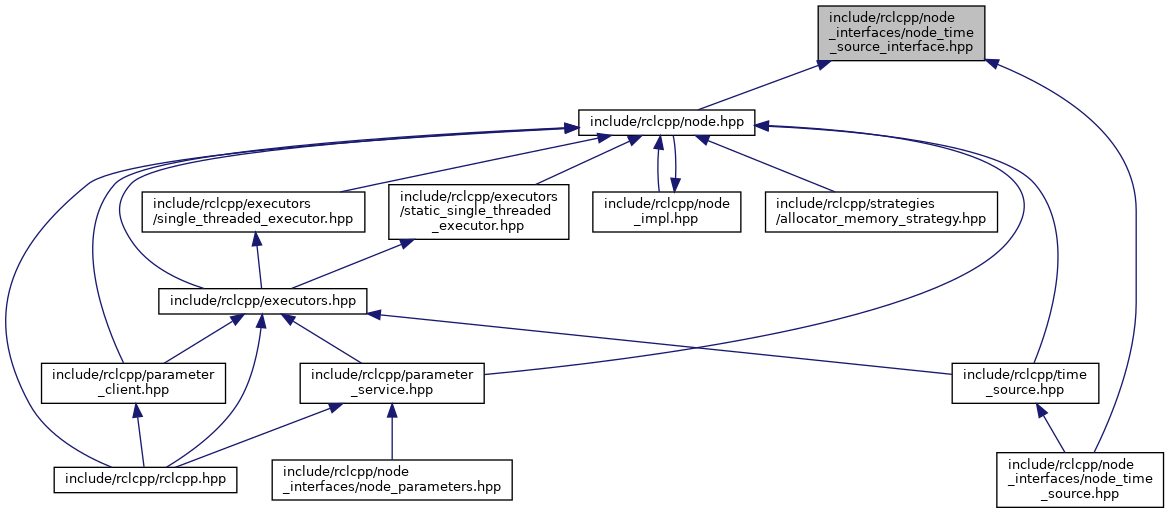 include/rclcpp/node
_interfaces/node_time
_source_interface.hpp
include/rclcpp/node.hpp
include/rclcpp/executors
/single_threaded_executor.hpp
include/rclcpp/executors
/static_single_threaded
_executor.hpp
include/rclcpp/node
_impl.hpp
include/rclcpp/strategies
/allocator_memory_strategy.hpp
include/rclcpp/executors.hpp
include/rclcpp/parameter
_client.hpp
include/rclcpp/parameter
_service.hpp
include/rclcpp/time
_source.hpp
include/rclcpp/rclcpp.hpp
include/rclcpp/node
_interfaces/node_parameters.hpp
include/rclcpp/node
_interfaces/node_time
_source.hpp